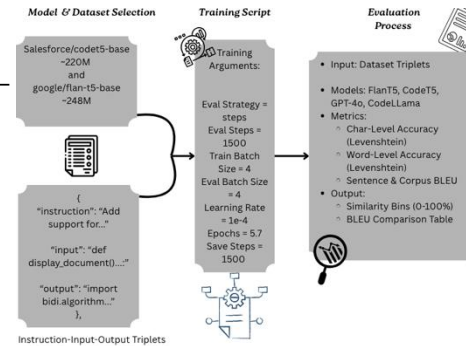 Model & Dataset Selection
Salesforce/codet5-base
~220M
and
google/flan-t5-base
~248M
{
"instruction": "Add
support for..."
"input": "def
display_document()...:"
"output": "import
bidi.algorithm..."
},
Instruction-Input-Output Triplets
Training Script
Training
Arguments:
Eval Strategy =
steps
Eval Steps =
1500
Train Batch
Size = 4
Eval Batch Size
= 4
Learning Rate
= 1e-4
Epochs = 5.7
Save Steps =
1500
Evaluation
Process
• Input: Dataset Triplets
• Models: FlanT5, CodeT5,
GPT-4o, CodeLLama
• Metrics:
○ Char-Level Accuracy
(Levenshtein)
○ Word-Level Accuracy
(Levenshtein)
○ Sentence & Corpus BLEU
• Output:
○ Similarity Bins (0-100%)
○ BLEU Comparison Table